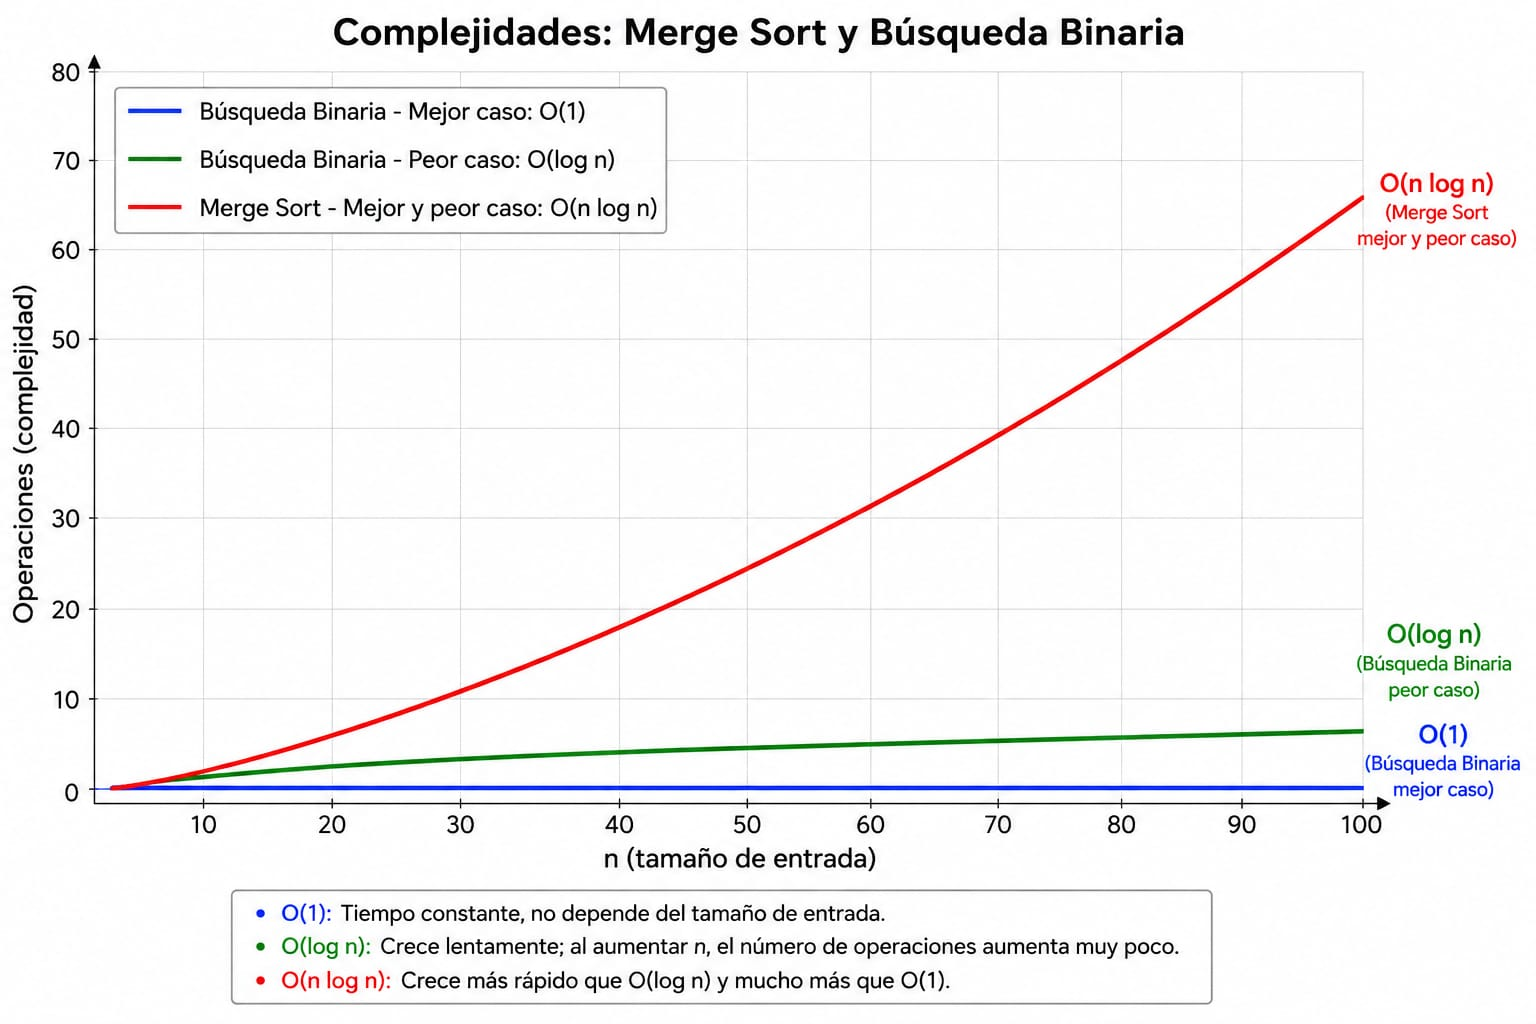 Complejidades: Merge Sort y Búsqueda Binaria
80
70
60
50
40
30
20
10
0
Operaciones (complejidad)
Búsqueda Binaria - Mejor caso: O(1)
Búsqueda Binaria - Peor caso: O(log n)
Merge Sort - Mejor y peor caso: O(n log n)
O(n log n)
(Merge Sort
mejor y peor caso)
O(log n)
(Búsqueda Binaria
peor caso)
O(1)
(Búsqueda Binaria
mejor caso)
10 20 30 40 50 60 70 80 90 100
n (tamaño de entrada)
• O(1): Tiempo constante, no depende del tamaño de entrada.
• O(log n): Crece lentamente; al aumentar n, el número de operaciones aumenta muy poco.
• O(n log n): Crece más rápido que O(log n) y mucho más que O(1).